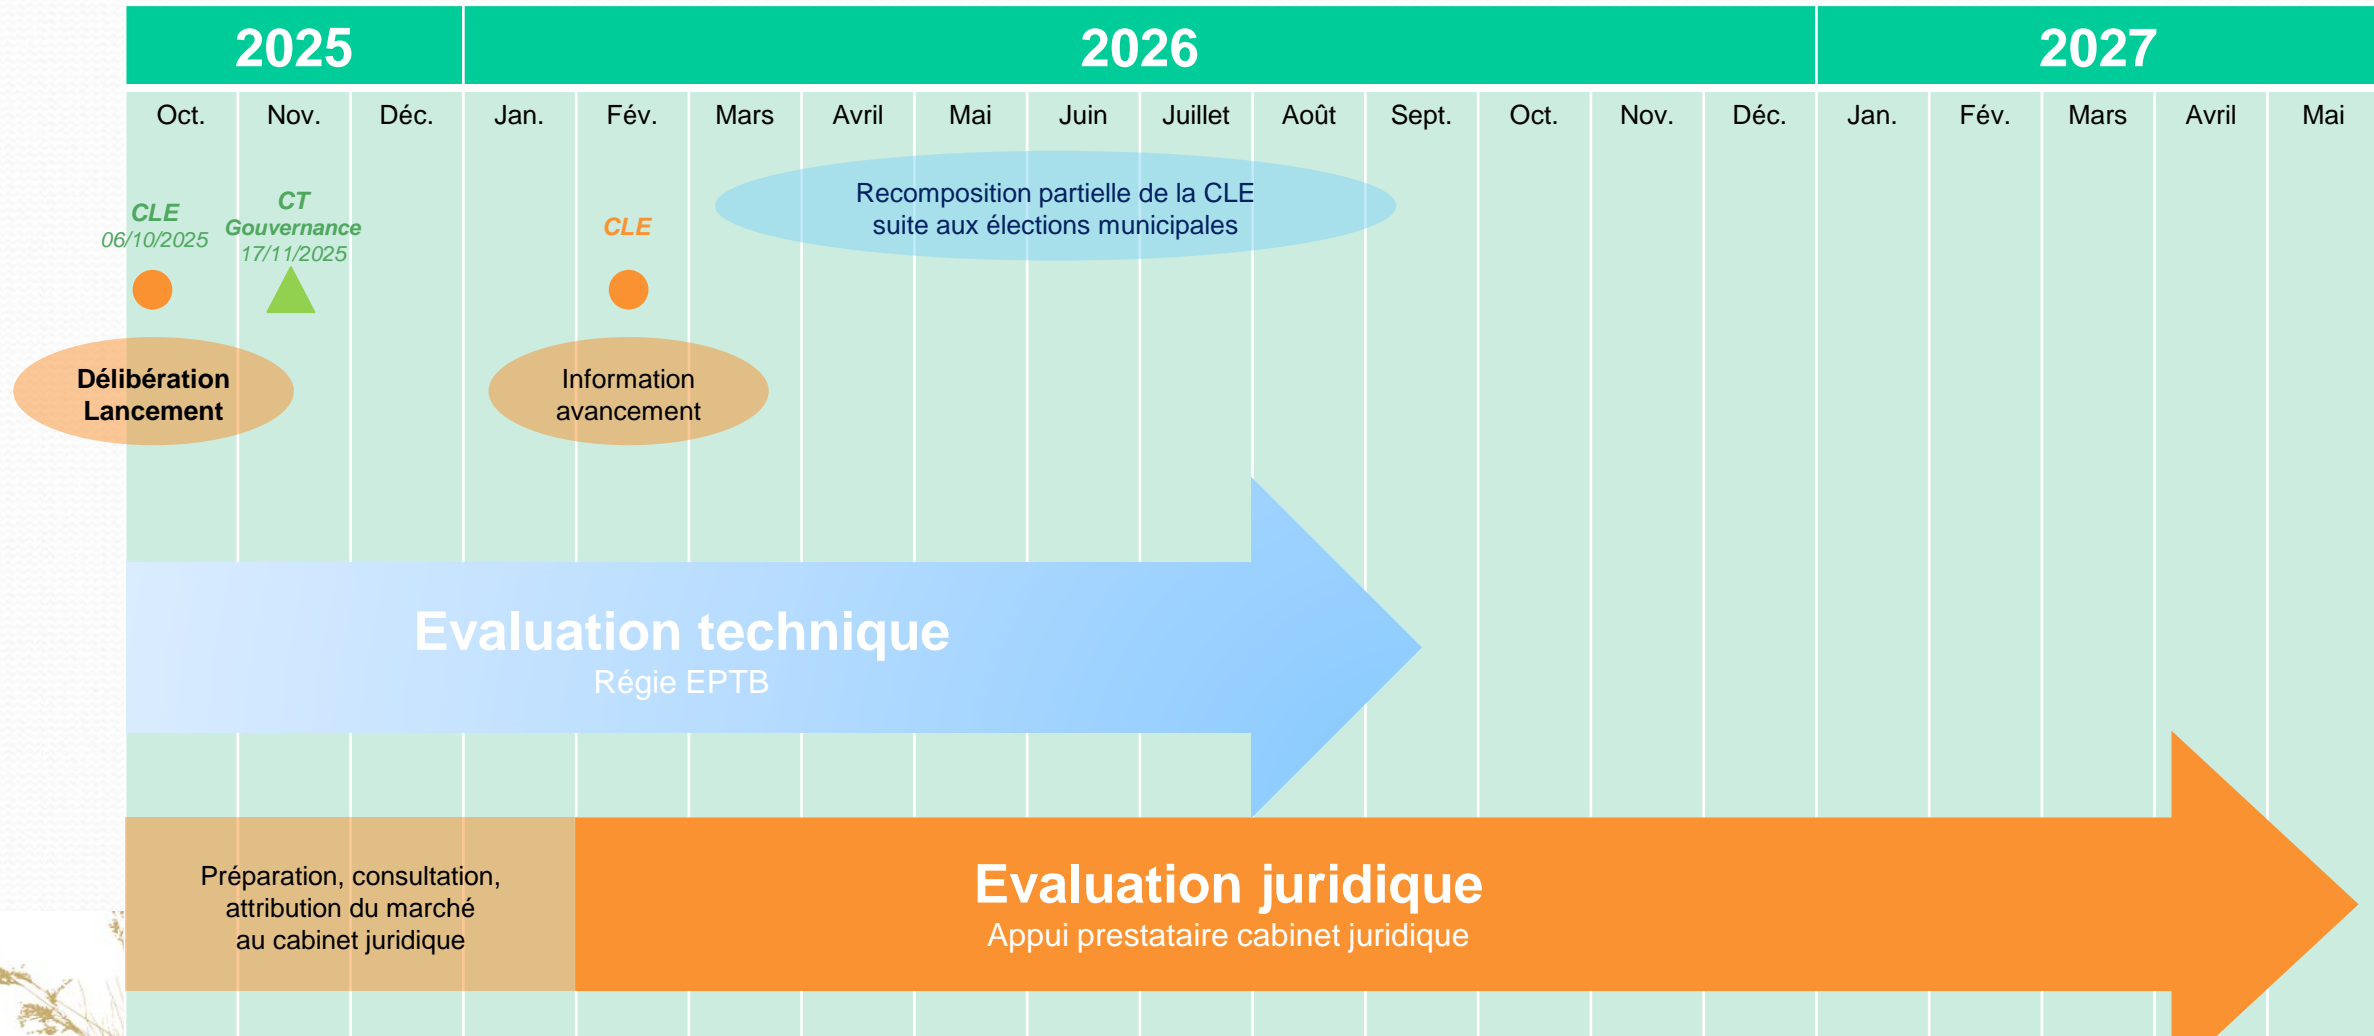 2025 2026 2027
Oct. Nov. Déc. Jan. Fév. Mars Avril Mai Juin Juillet Août Sept. Oct. Nov. Déc. Jan. Fév. Mars Avril Mai
CLE
06/10/2025
CT
Gouvernance
17/11/2025
CLE
Recomposition partielle de la CLE
suite aux élections municipales
Délibération
Lancement
Information
avancement
Evaluation technique
Régie EPTB
Préparation, consultation,
attribution du marché
au cabinet juridique
Evaluation juridique
Appui prestataire cabinet juridique